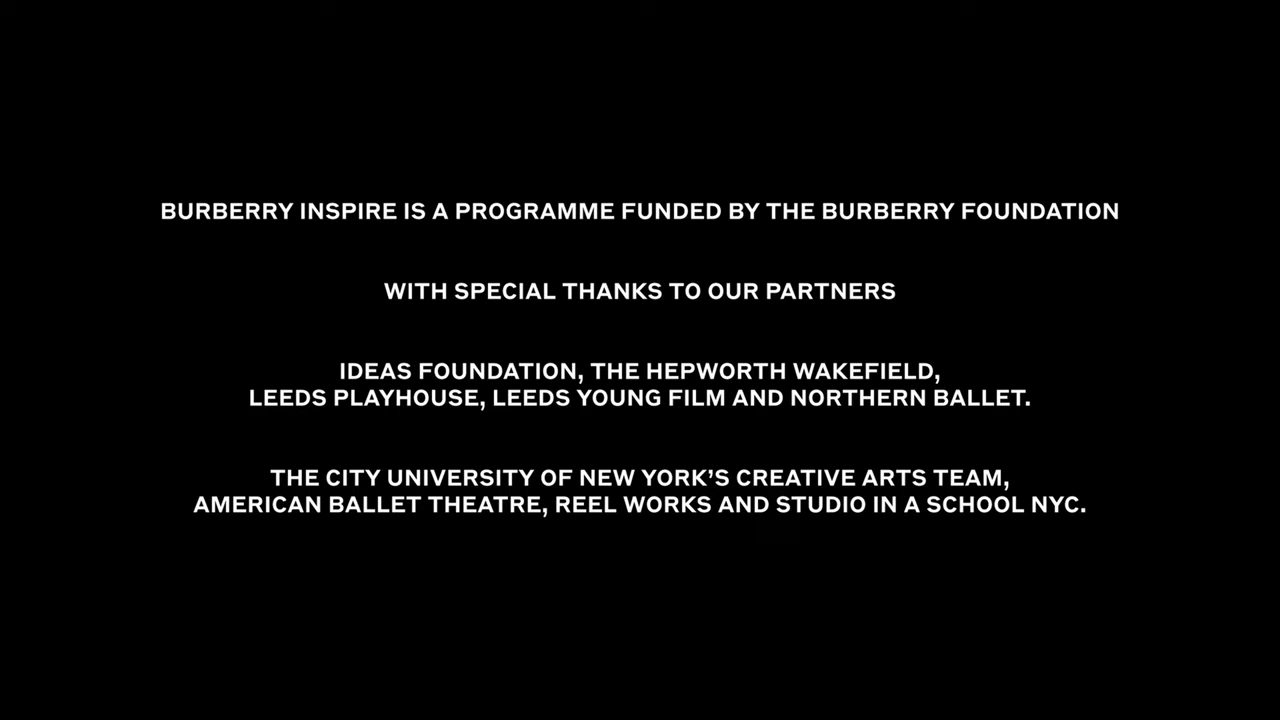 BURBERRY INSPIRE IS A PROGRAMME FUNDED BY THE BURBERRY FOUNDATION
WITH SPECIAL THANKS TO OUR PARTNERS
IDEAS FOUNDATION, THE HEPWORTH WAKEFIELD,
LEEDS PLAYHOUSE, LEEDS YOUNG FILM AND NORTHERN BALLET.
THE CITY UNIVERSITY OF NEW YORK’S CREATIVE ARTS TEAM,
AMERICAN BALLET THEATRE, REEL WORKS AND STUDIO IN A SCHOOL NYC.